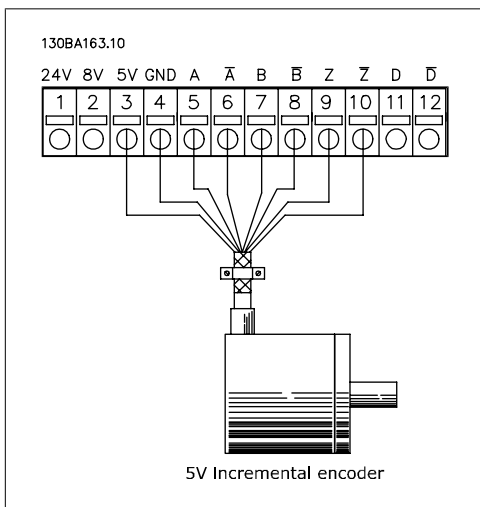 130BA163.10
24V 8V 5V GND A A̅ B B̅ Z Z̅ D D̅
1 2 3 4 5 6 7 8 9 10 11 12
5V Incremental encoder